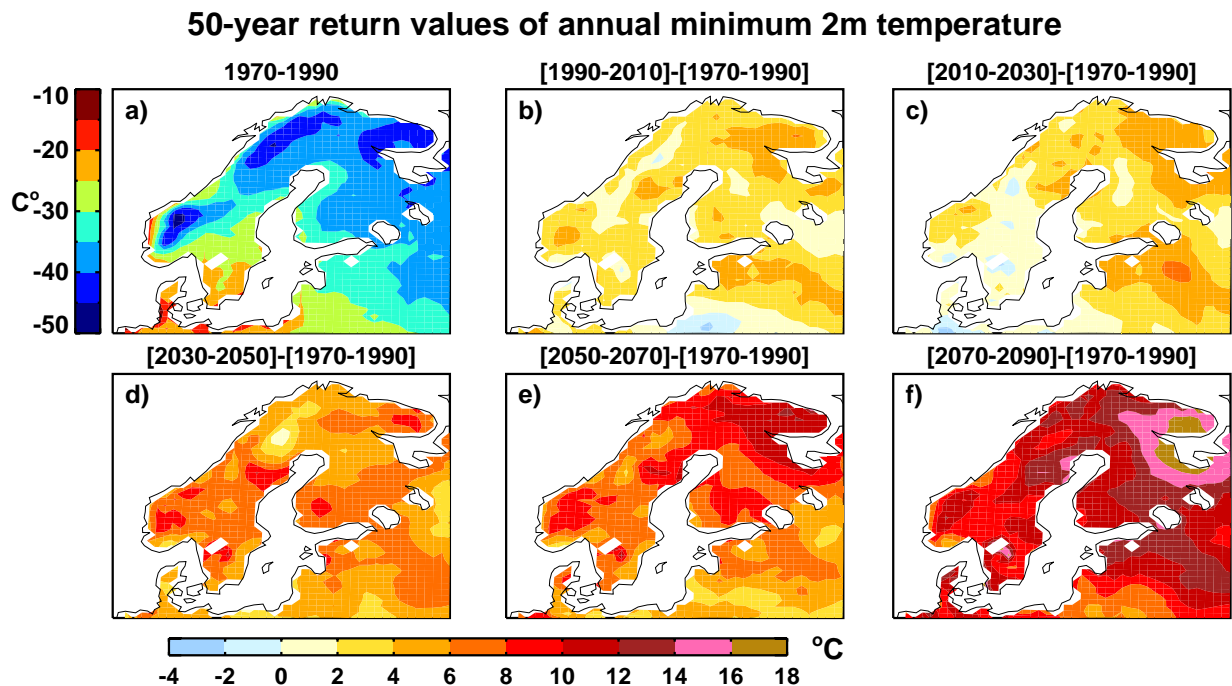 50-year return values of annual minimum 2m temperature
1970-1990
[1990-2010]-[1970-1990]
[2010-2030]-[1970-1990]
a)
b)
c)
-10
-20
C°
-30
-40
-50
[2030-2050]-[1970-1990]
[2050-2070]-[1970-1990]
[2070-2090]-[1970-1990]
d)
e)
f)
-4 -2 0 2 4 6 8 10 12 14 16 18 °C